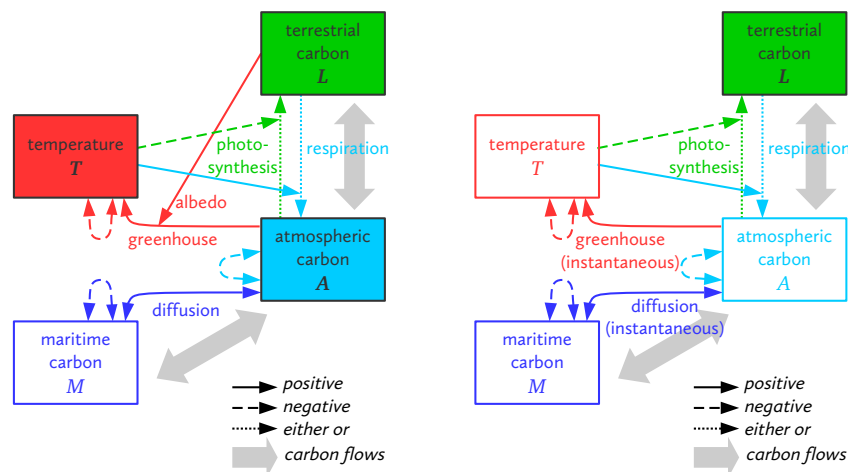 terrestrial
carbon
L
temperature
T
photo-
synthesis
respiration
albedo
greenhouse
atmospheric
carbon
A
diffusion
maritime
carbon
M
positive
negative
either or
carbon flows
terrestrial
carbon
L
temperature
T
photo-
synthesis
respiration
greenhouse
(instantaneous)
atmospheric
carbon
A
diffusion
(instantaneous)
maritime
carbon
M
positive
negative
either or
carbon flows